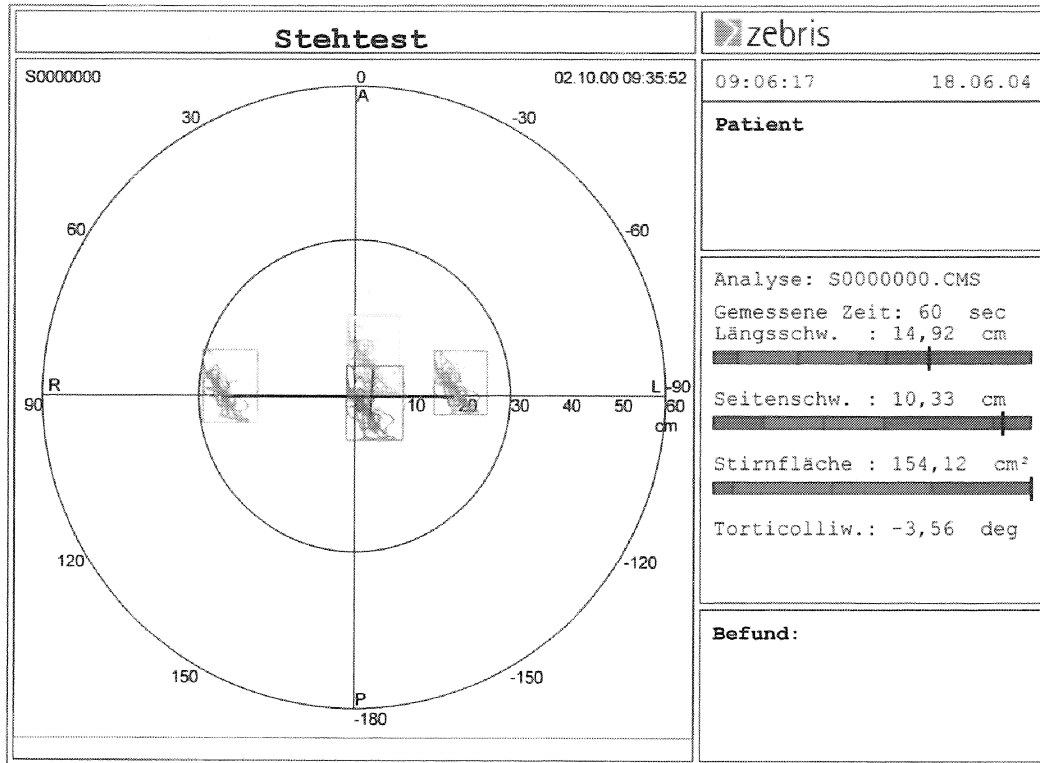 Stehtest
S0000000 0 02.10.00 09:35:52
A
30 -30
60 -60
R L -90
90 10 20 30 40 50 60
cm
120 -120
150 -150
P
-180
zebris
09:06:17 18.06.04
Patient
Analyse: S0000000.CMS
Gemessene Zeit: 60 sec
Längsschw. : 14,92 cm
Seitenschw. : 10,33 cm
Stirnfläche : 154,12 cm²
Torticolliw.: -3,56 deg
Befund: